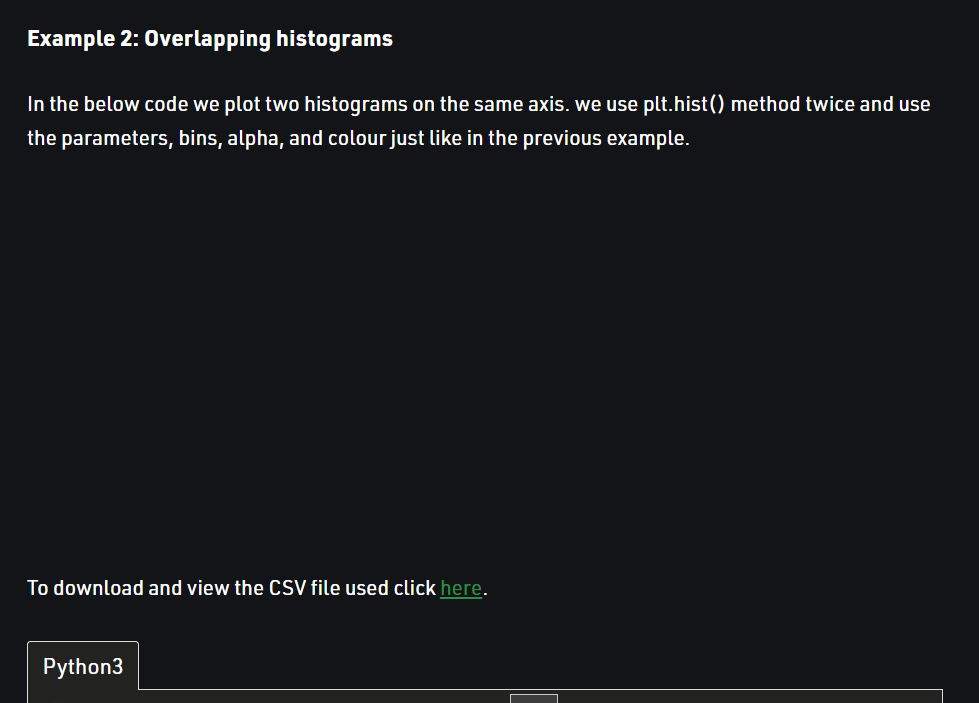 Example 2: Overlapping histograms
In the below code we plot two histograms on the same axis. we use plt.hist() method twice and use
the parameters, bins, alpha, and colour just like in the previous example.
To download and view the CSV file used click here.
Python3